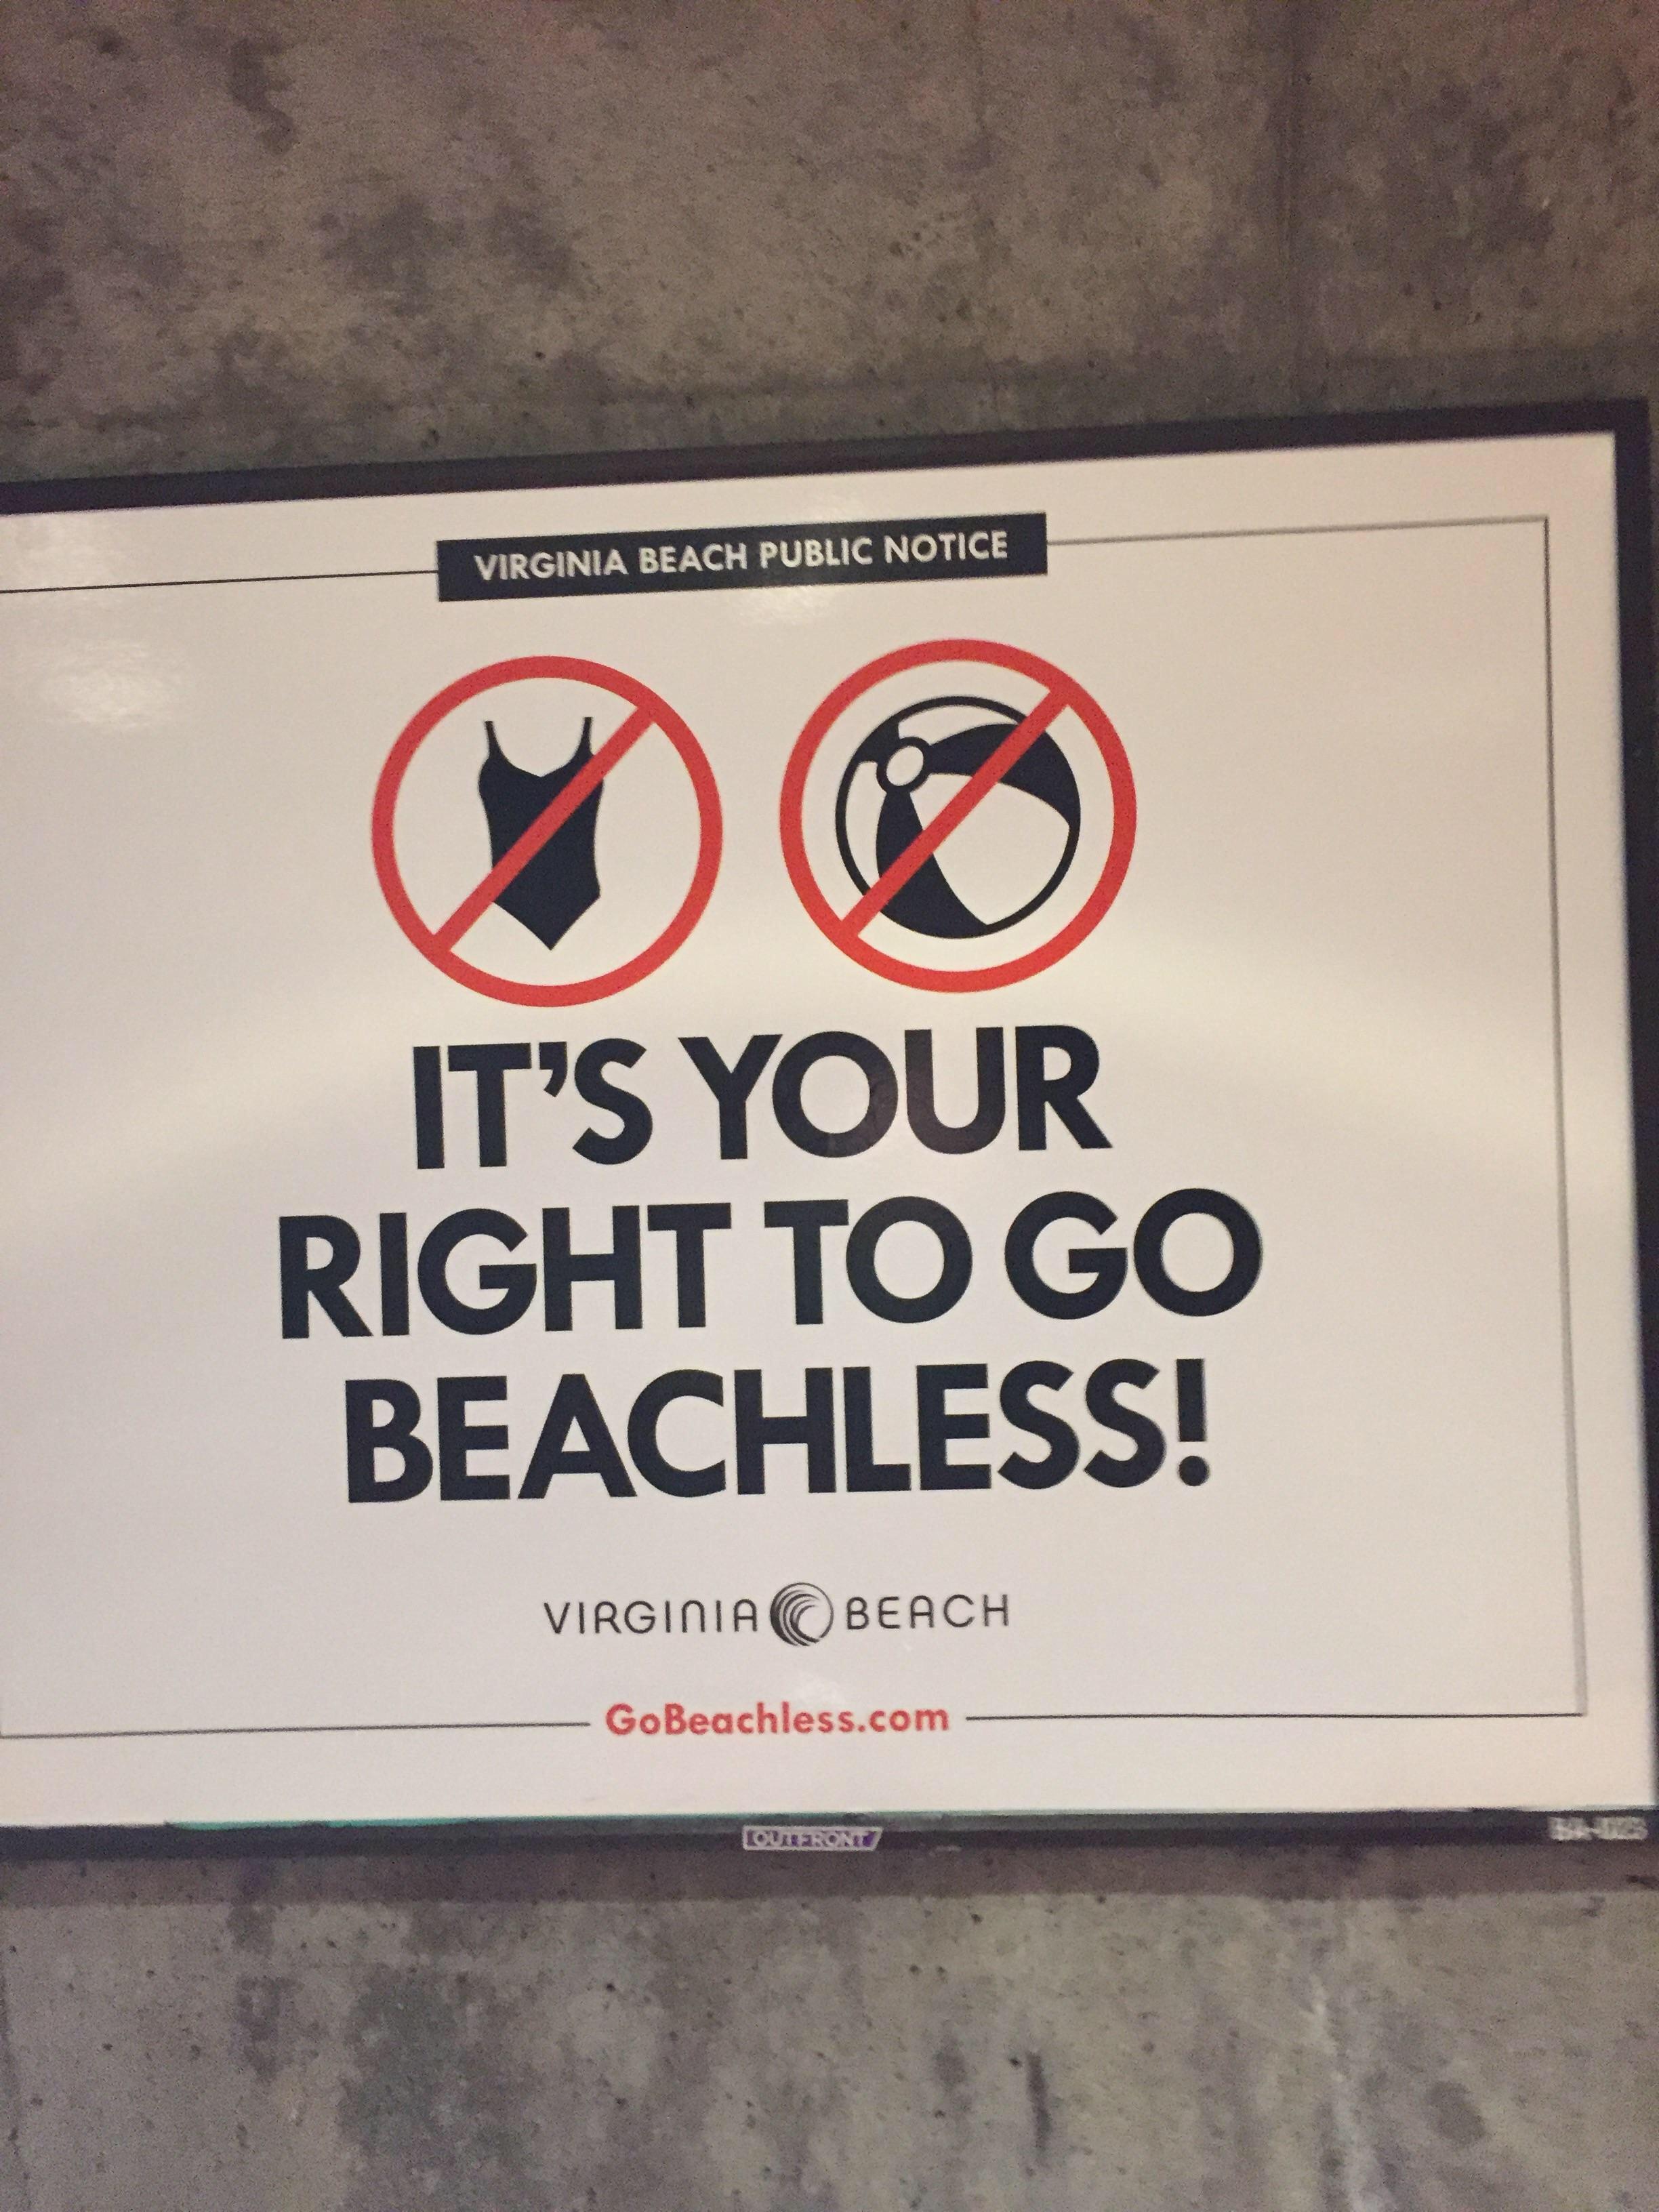 VIRGINIA BEACH PUBLIC NOTICE
IT'S YOUR
RIGHT TO GO
BEACHLESS!
VIRGINIA BEACH
GoBeachless.com
OUTFRONT